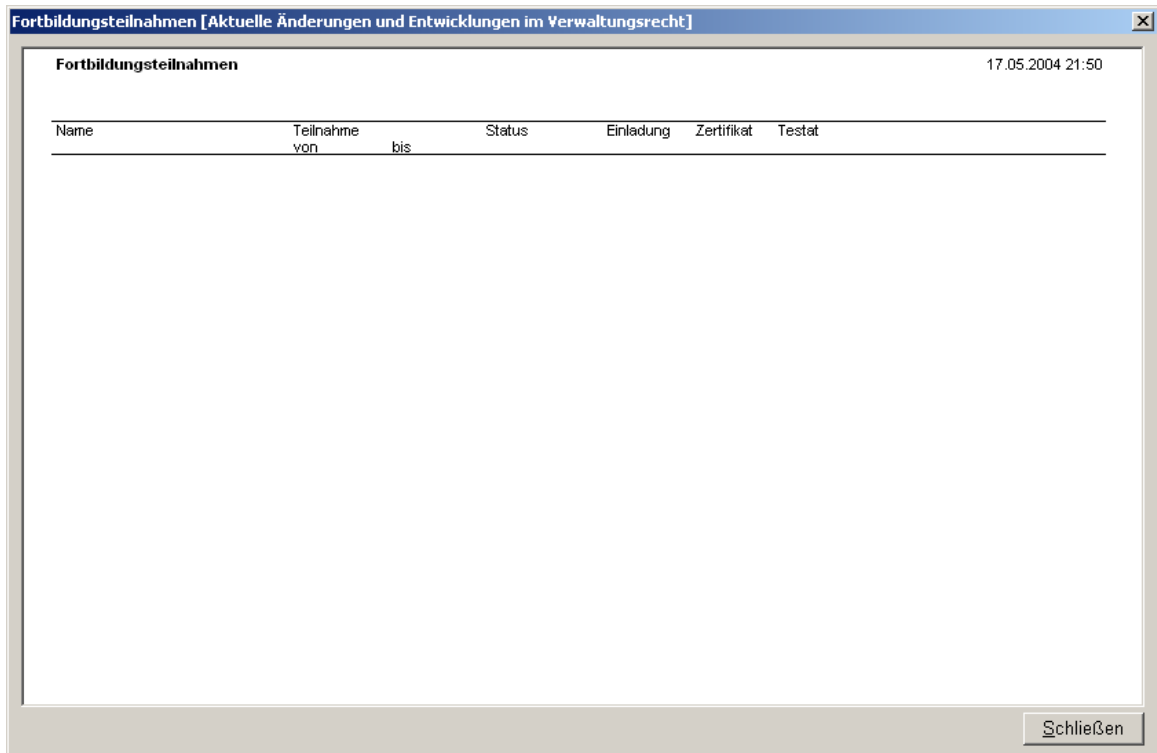 Fortbildungsteilnahmen [Aktuelle Änderungen und Entwicklungen im Verwaltungsrecht]
Fortbildungsteilnahmen 17.05.2004 21:50
Name Teilnahme Status Einladung Zertifikat Testat
von bis
Schließen